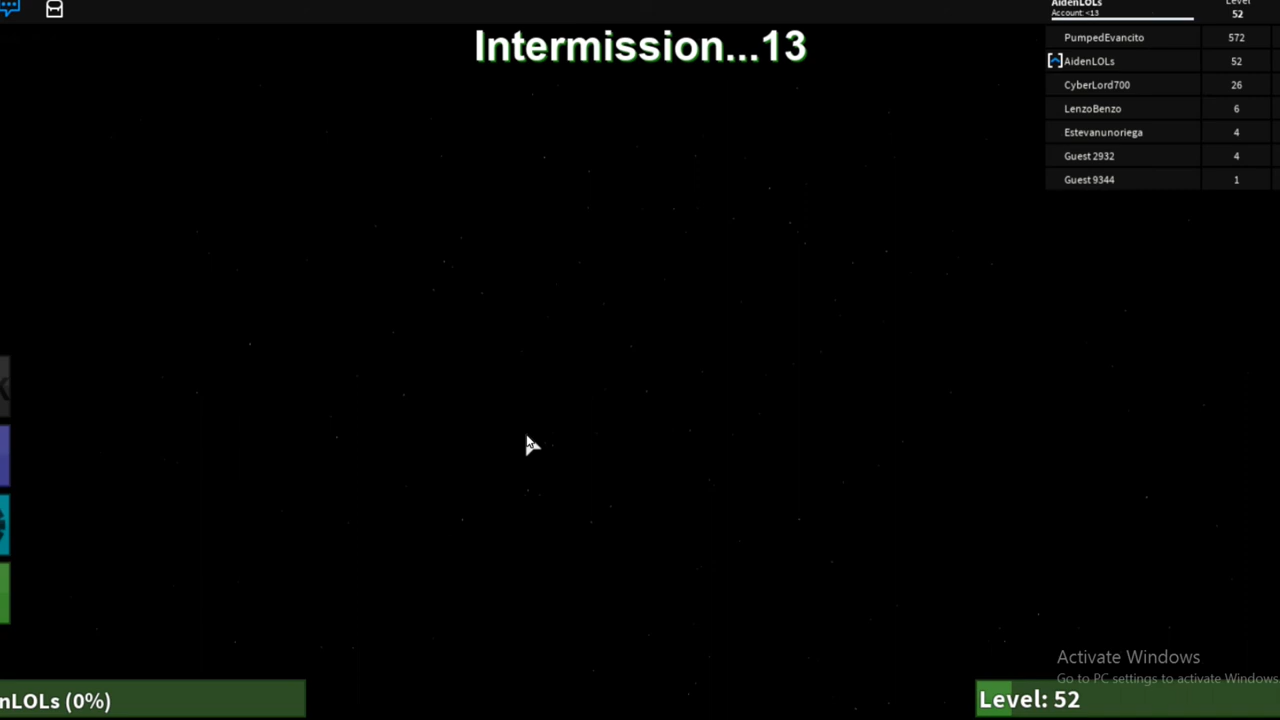 Intermission...13
AidenLOLs Level
Account: <13 52
PumpedEvancito 572
AidenLOLs 52
CyberLord700 26
LenzoBenzo 6
Estevanunoriega 4
Guest 2932 4
Guest 9344 1
Activate Windows
Go to PC settings to activate Windows.
nLOLs (0%)
Level: 52